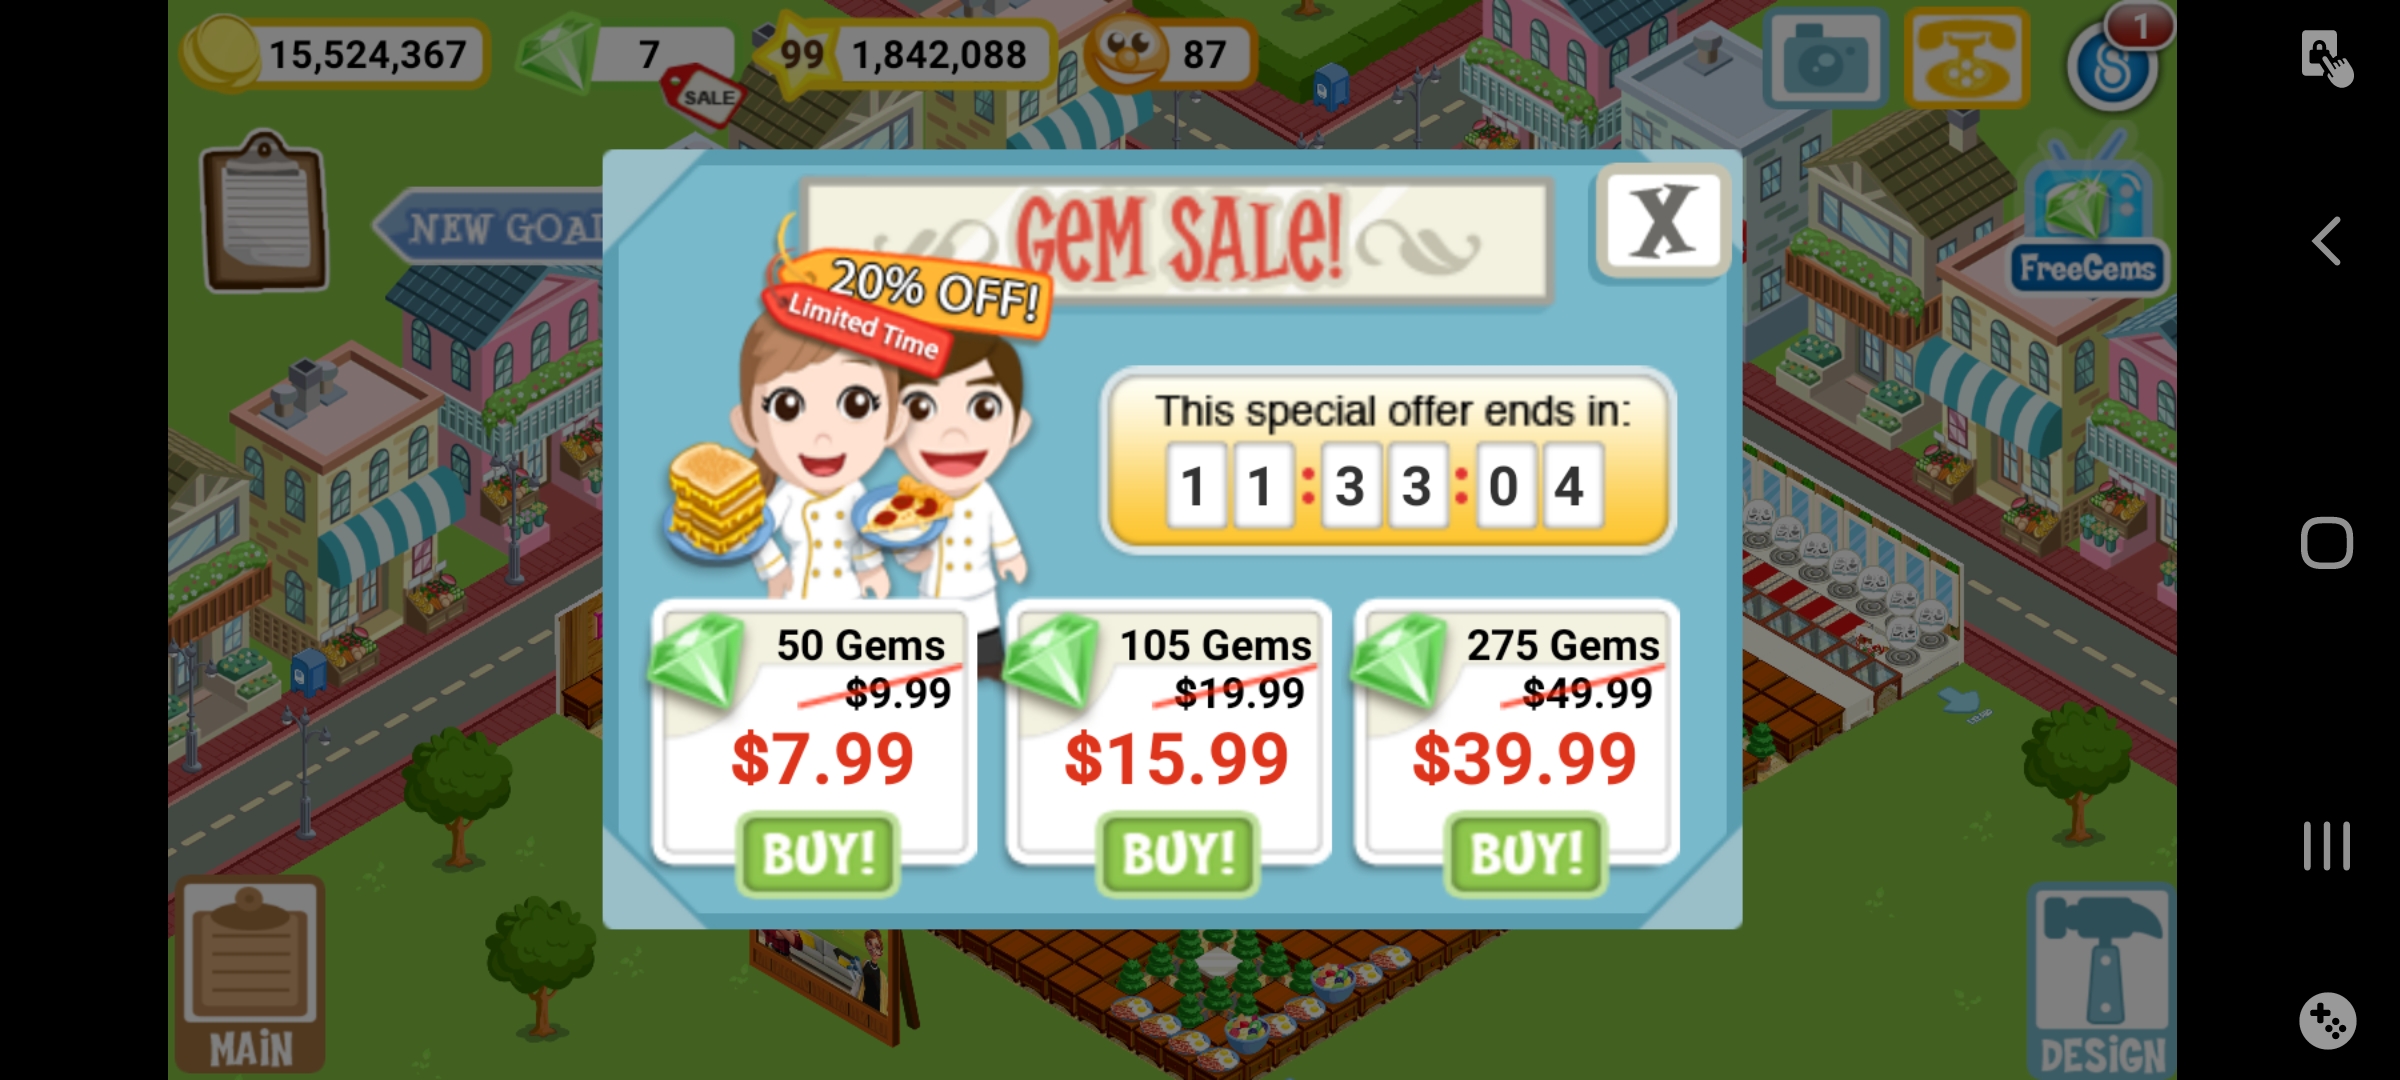 15,524,367
7
SALE
99
1,842,088
87
1
NEW GOAL
FreeGems
GEM SALE!
X
20% OFF!
Limited Time
This special offer ends in:
11:33:04
50 Gems
$9.99
$7.99
BUY!
105 Gems
$19.99
$15.99
BUY!
275 Gems
$49.99
$39.99
BUY!
MAIN
DESIGN